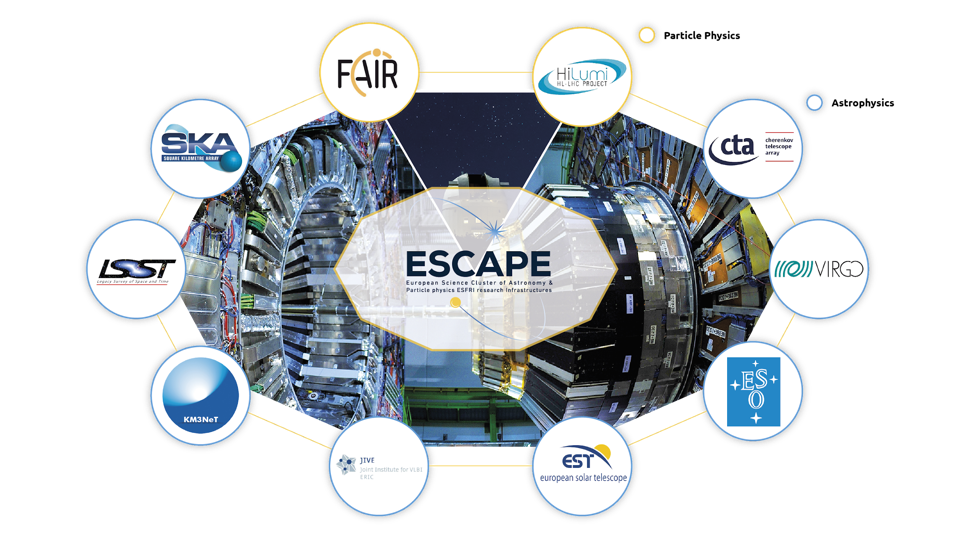 Particle Physics
FAIR
HiLumi
HL-LHC PROJECT
Astrophysics
SKA
SQUARE KILOMETRE ARRAY
cta
cherenkov
telescope
array
ESCAPE
European Science Cluster of Astronomy &
Particle physics ESFRI research Infrastructures
LSST
Legacy Survey of Space and Time
VIRGO
KM3NeT
ES
O
JIVE
Joint Institute for VLBI
ERIC
EST
european solar telescope